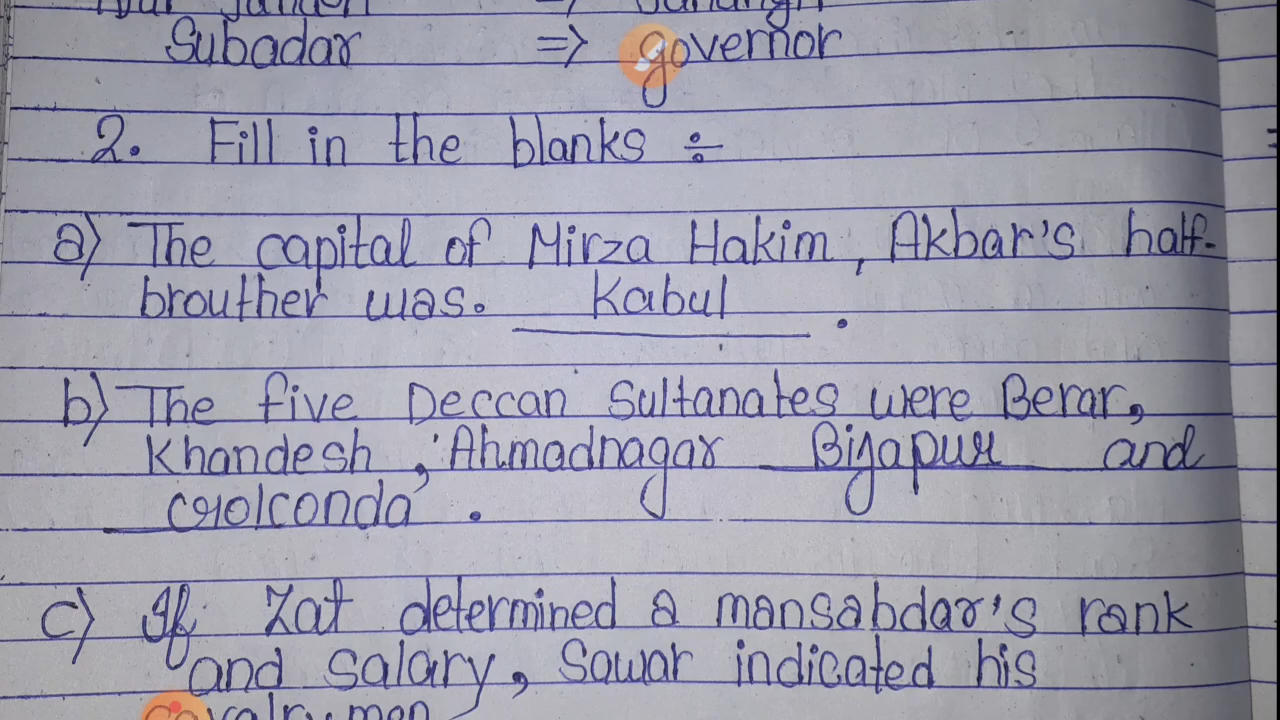 Subadar => governor
2. Fill in the blanks ÷
a) The capital of Mirza Hakim, Akbar's half-
brouther was. Kabul .
b) The five Deccan Sultanates were Berar,
Khandesh, Ahmadnagar Bijapur and
Golconda .
c) If Zat determined a mansabdar's rank
and salary, Sawar indicated his
cavalrymen